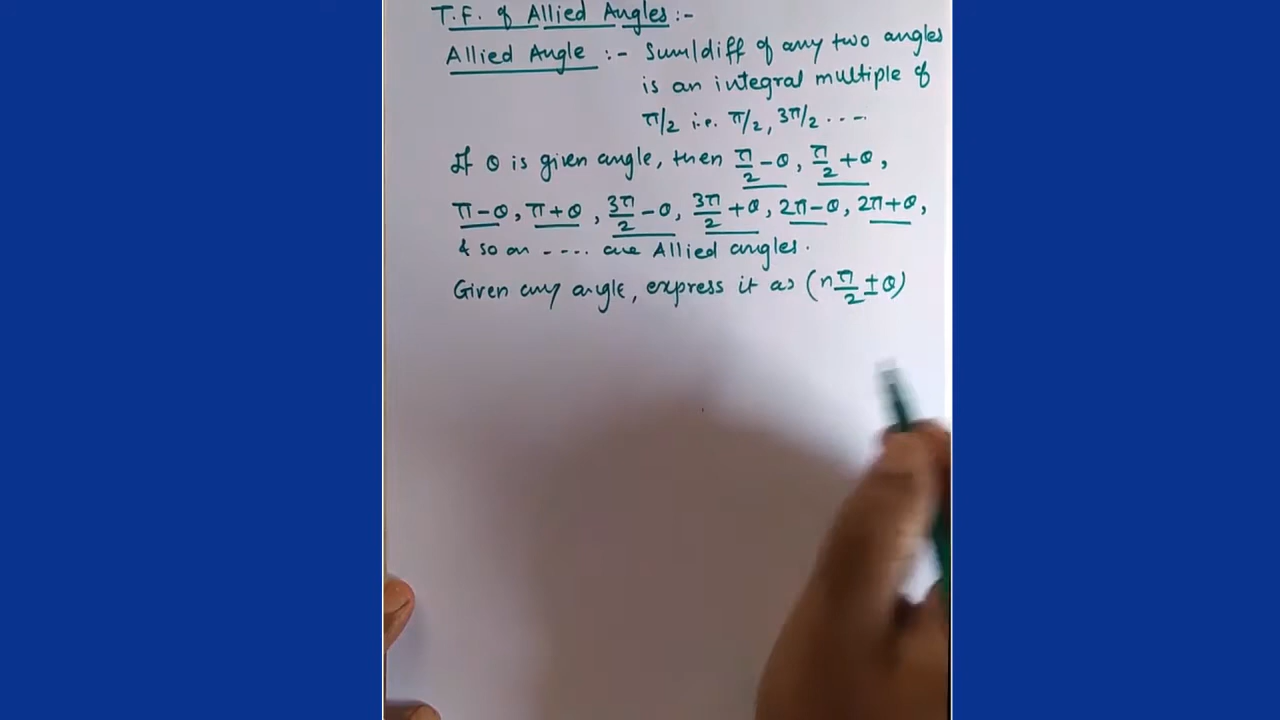 T.F. of Allied Angles :-
Allied Angle :- Sum/diff of any two angles
is an integral multiple of
π/2 i.e. π/2, 3π/2 ....
If θ is given angle, then π/2 - θ, π/2 + θ,
π - θ, π + θ, 3π/2 - θ, 3π/2 + θ, 2π - θ, 2π + θ,
& so on ---.. are Allied angles.
Given any angle, express it as (n π/2 ± θ)